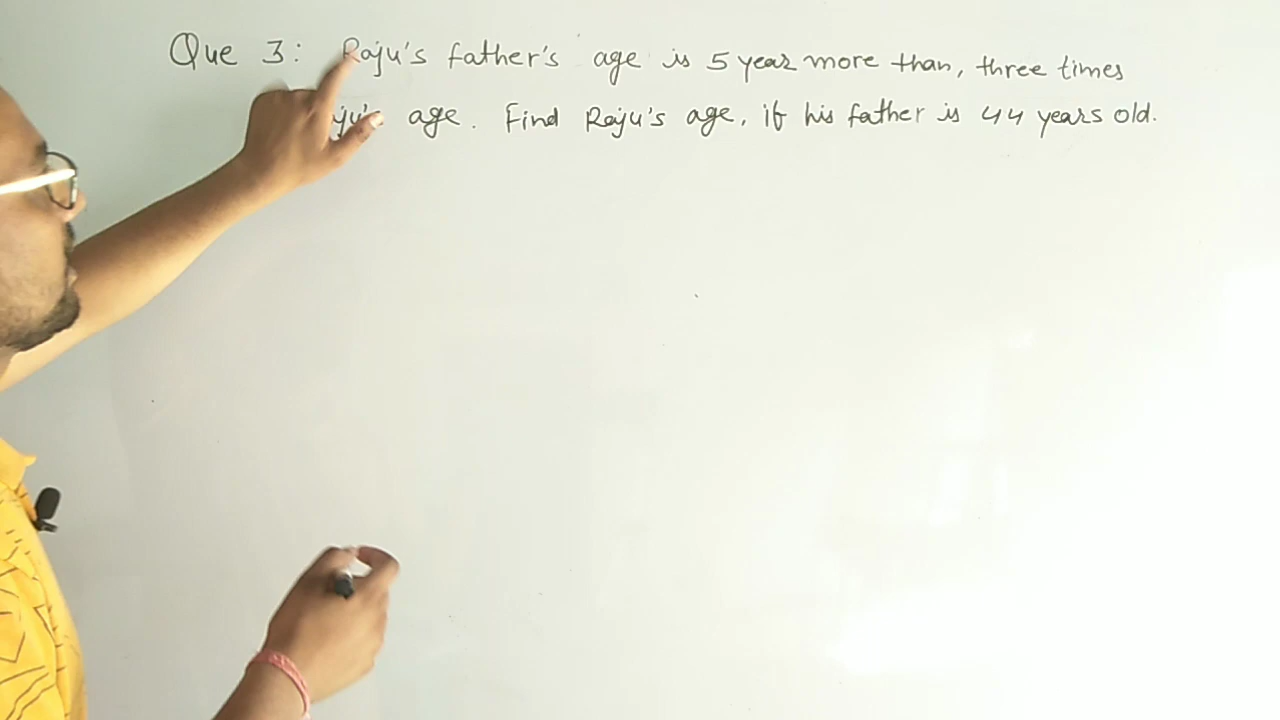 Que 3: Raju's father's age is 5 year more than, three times
age. Find Raju's age, if his father is 44 years old.